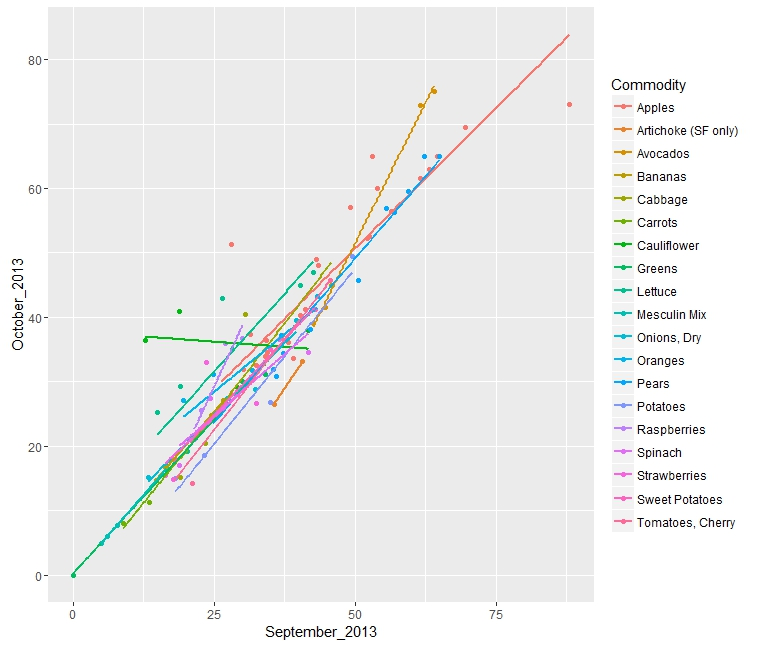 80
60
40
20
0
October_2013
0 25 50 75
September_2013
Commodity
Apples
Artichoke (SF only)
Avocados
Bananas
Cabbage
Carrots
Cauliflower
Greens
Lettuce
Mesculin Mix
Onions, Dry
Oranges
Pears
Potatoes
Raspberries
Spinach
Strawberries
Sweet Potatoes
Tomatoes, Cherry